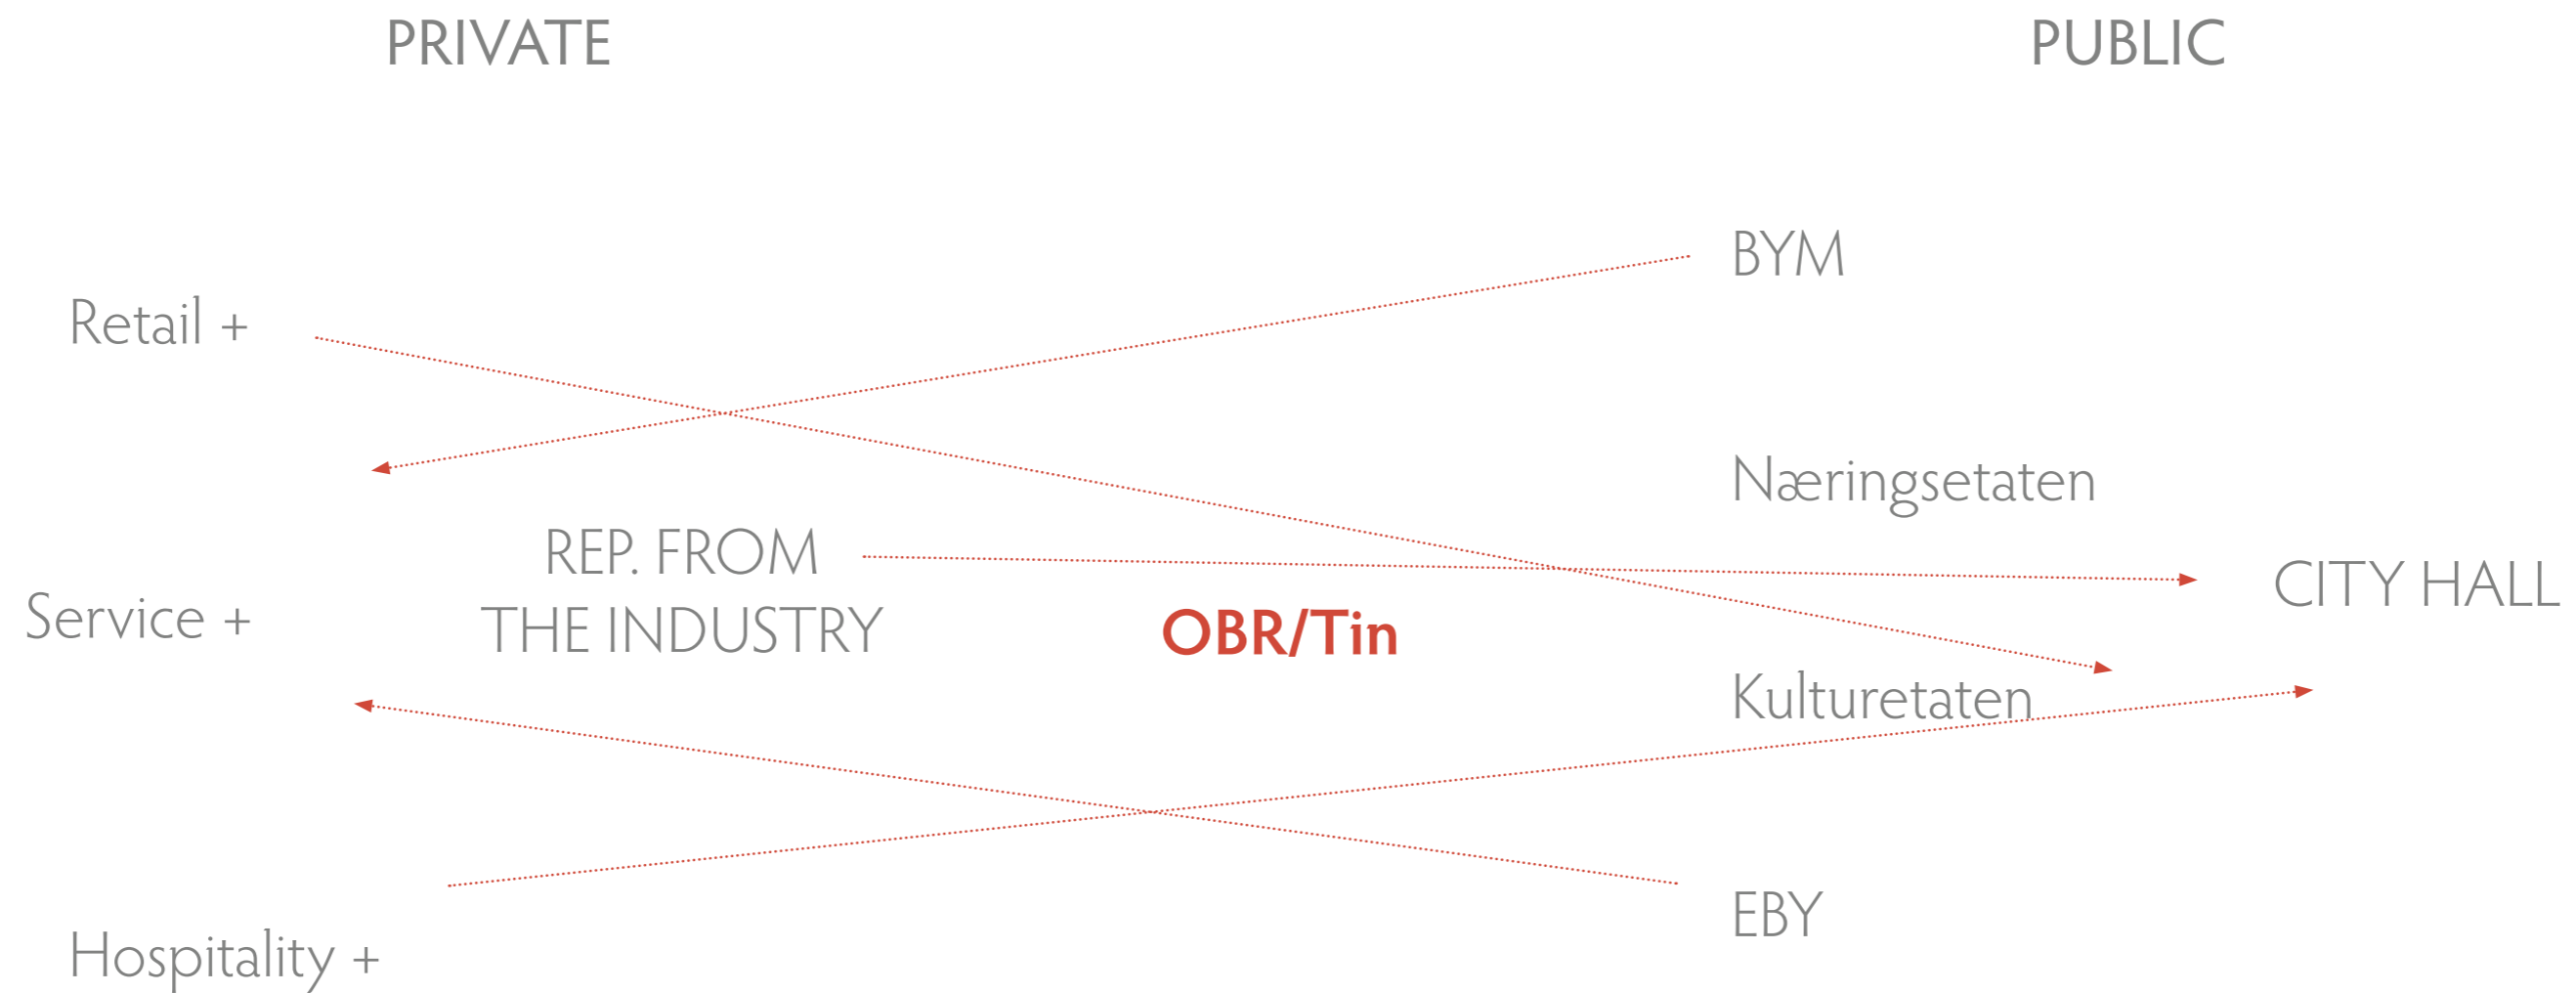 PRIVATE
PUBLIC
BYM
Retail +
Næringsetaten
REP. FROM
THE INDUSTRY
CITY HALL
Service +
OBR/Tin
Kulturetaten
EBY
Hospitality +